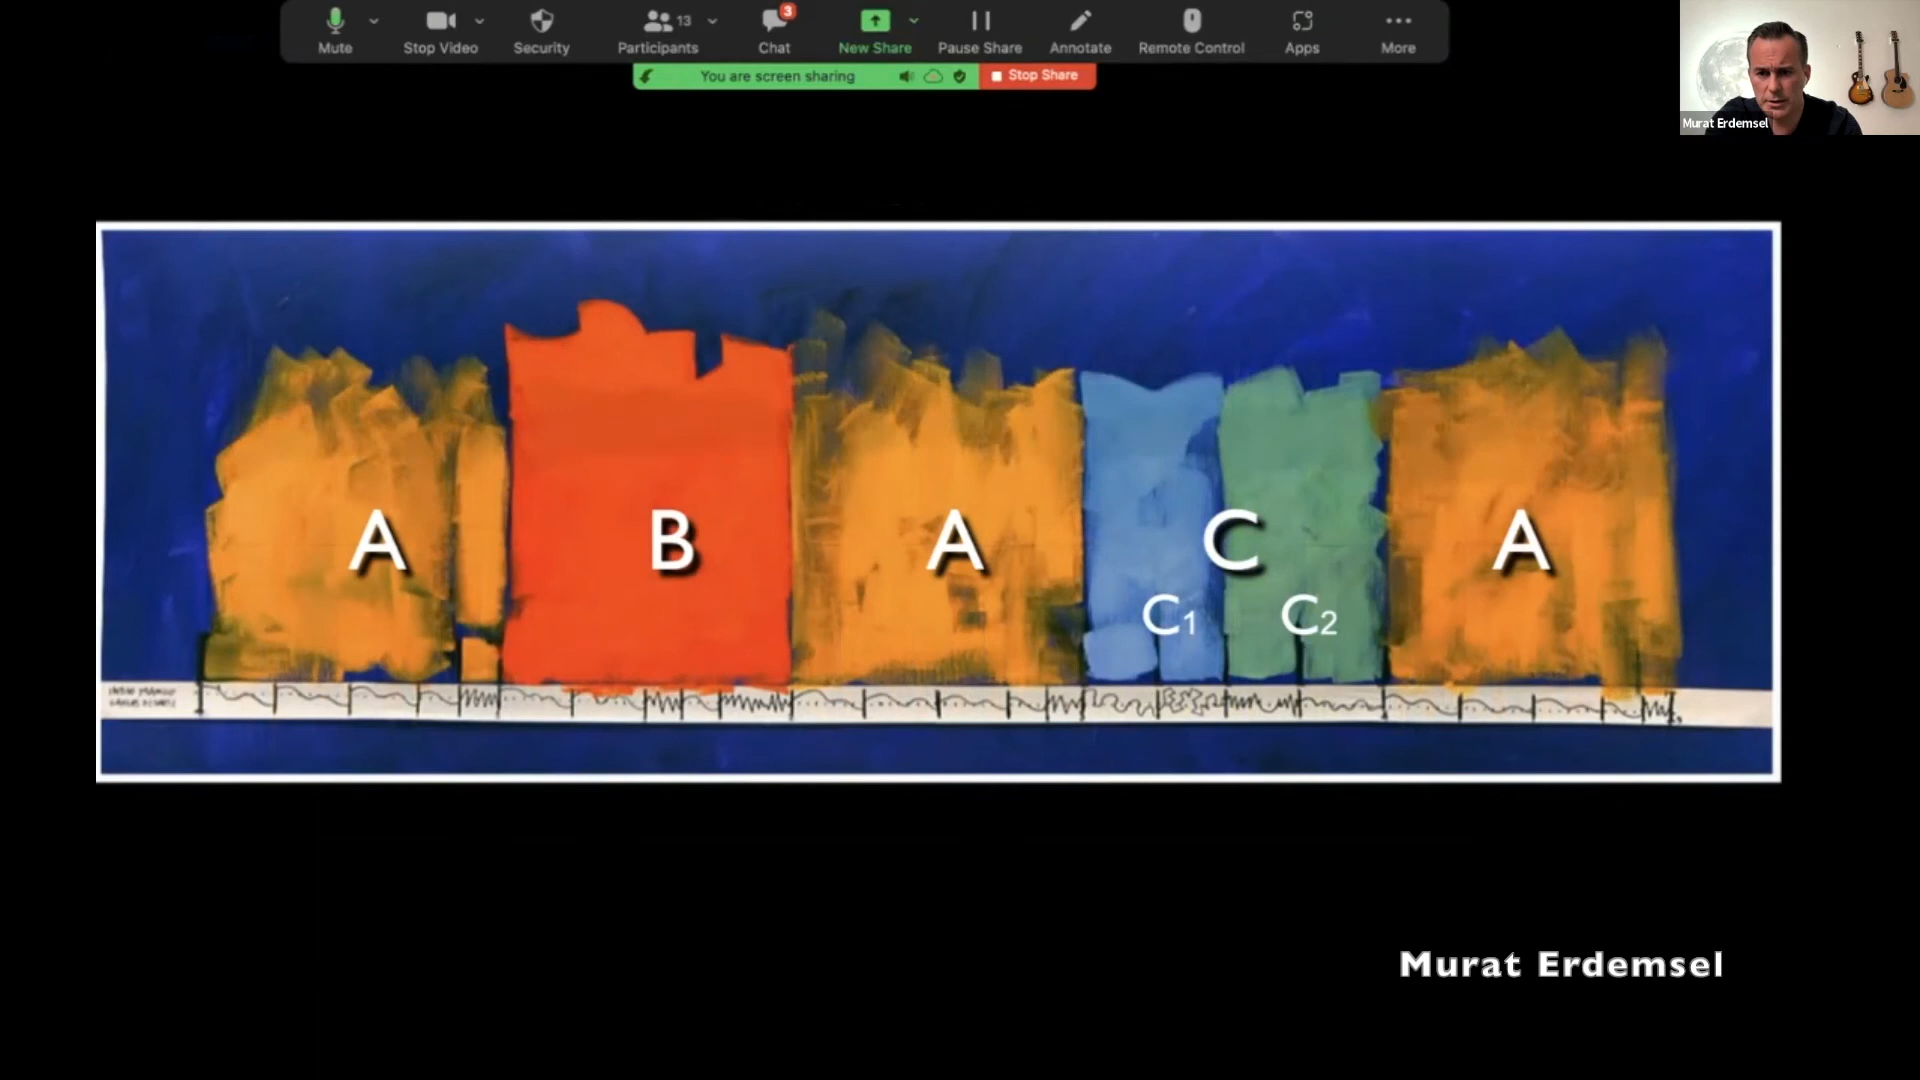 Mute
Stop Video
Security
13
Participants
3
Chat
New Share
Pause Share
Annotate
Remote Control
Apps
More
You are screen sharing
Stop Share
Murat Erdemsel
A
B
A
C
A
C1
C2
Murat Erdemsel